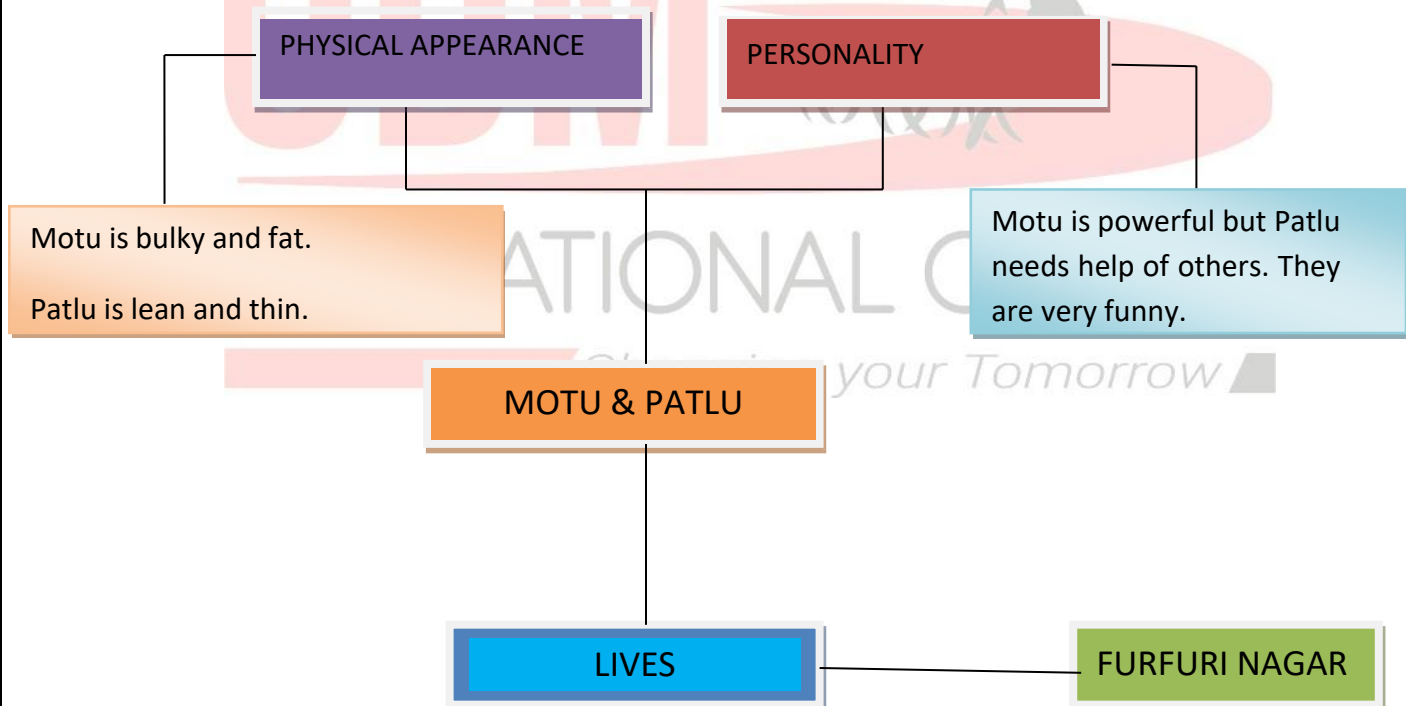 PHYSICAL APPEARANCE
PERSONALITY
Motu is bulky and fat.
Patlu is lean and thin.
Motu is powerful but Patlu
needs help of others. They
are very funny.
ATIONAL
your Tomorrow
MOTU & PATLU
LIVES
FURFURI NAGAR